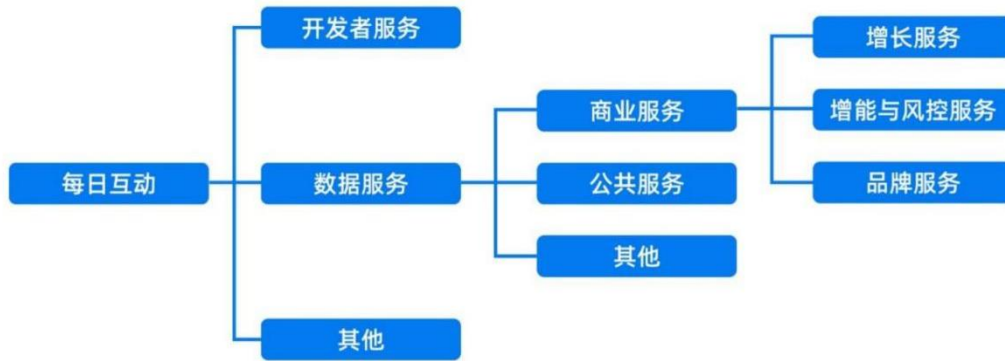 每日互动
开发者服务
数据服务
其他
商业服务
公共服务
其他
增长服务
增能与风控服务
品牌服务